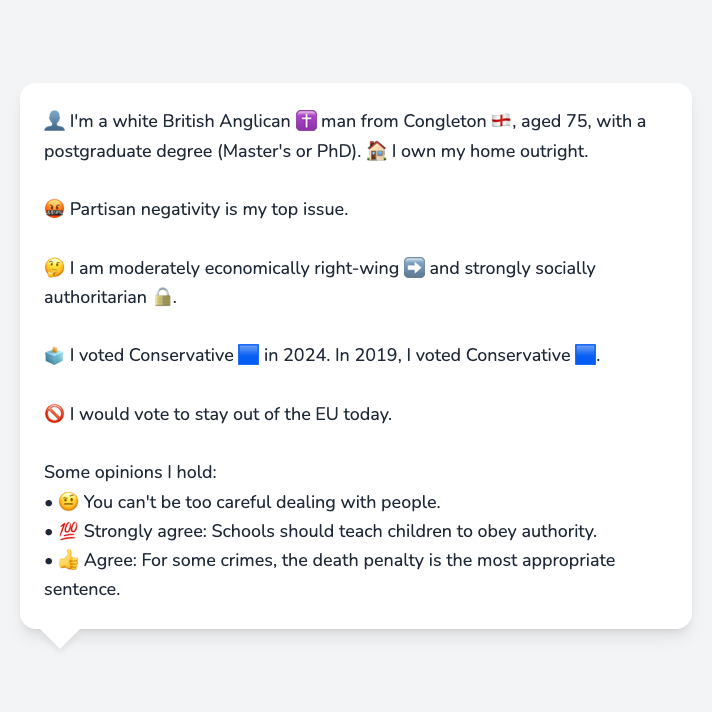 👤 I'm a white British Anglican ✝️ man from Congleton 🏴󠁧󠁢󠁥󠁮󠁧󠁿, aged 75, with a
postgraduate degree (Master's or PhD). 🏠 I own my home outright.
🤬 Partisan negativity is my top issue.
🤔 I am moderately economically right-wing ➡️ and strongly socially
authoritarian 🔒.
🗳️ I voted Conservative 🟦 in 2024. In 2019, I voted Conservative 🟦.
🚫 I would vote to stay out of the EU today.
Some opinions I hold:
• 🤨 You can't be too careful dealing with people.
• 💯 Strongly agree: Schools should teach children to obey authority.
• 👍 Agree: For some crimes, the death penalty is the most appropriate
sentence.